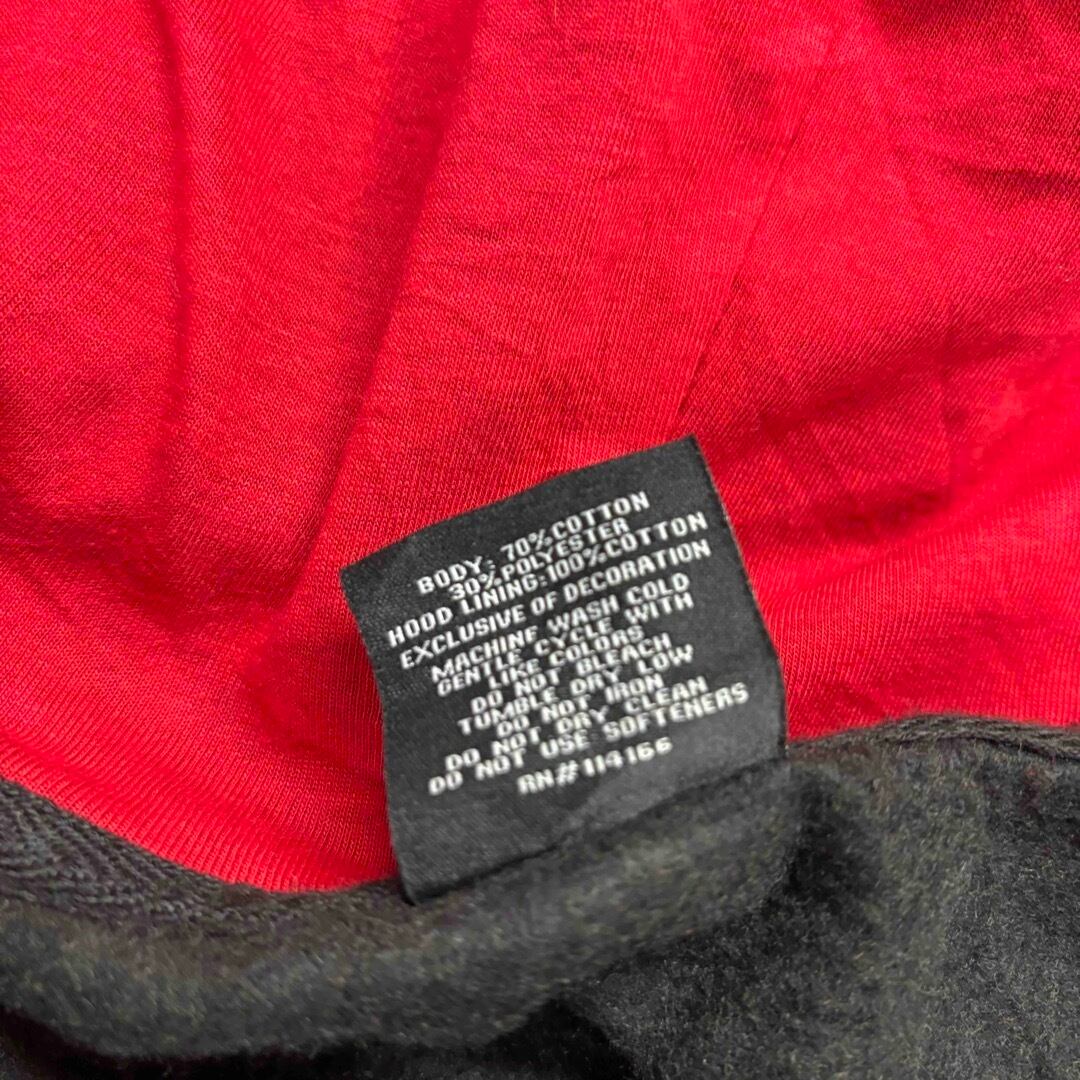 BODY: 70%COTTON
30%POLYESTER
HOOD LINING:100%COTTON
EXCLUSIVE OF DECORATION
MACHINE WASH COLD
GENTLE CYCLE WITH
LIKE COLORS
DO NOT BLEACH
TUMBLE DRY LOW
DO NOT IRON
DO NOT DRY CLEAN
DO NOT USE SOFTENERS
RN#114166